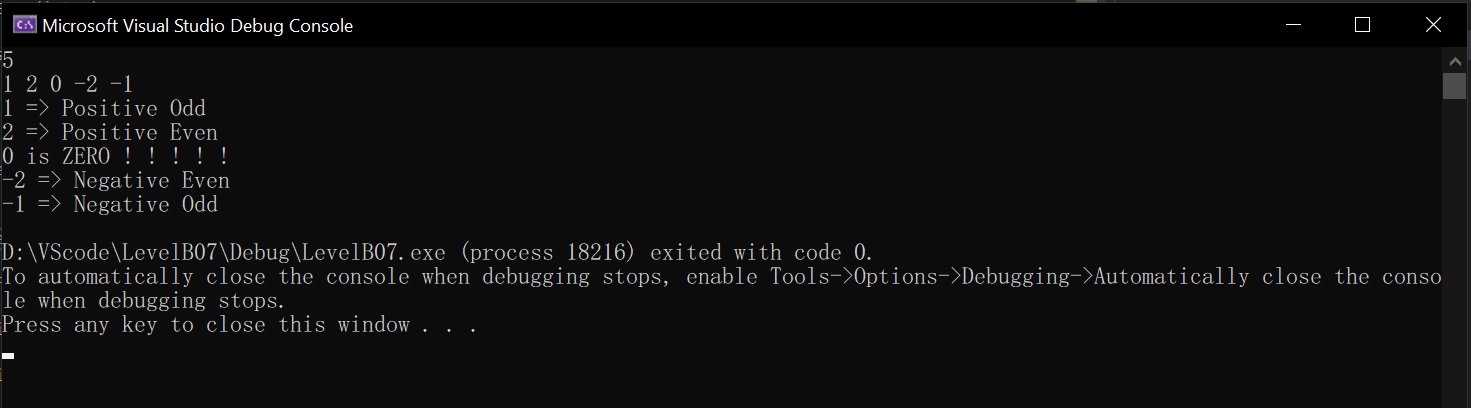 Microsoft Visual Studio Debug Console
5
1 2 0 -2 -1
1 => Positive Odd
2 => Positive Even
0 is ZERO ! ! ! ! !
-2 => Negative Even
-1 => Negative Odd
D:\VScode\LevelB07\Debug\LevelB07.exe (process 18216) exited with code 0.
To automatically close the console when debugging stops, enable Tools->Options->Debugging->Automatically close the conso
le when debugging stops.
Press any key to close this window . . .